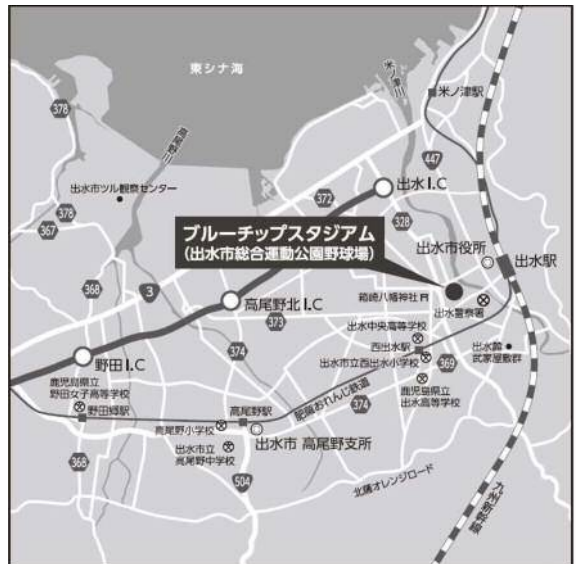 東シナ海
米ノ津川
米ノ津駅
378
高尾野川
447
出水市ツル観察センター
372
出水I.C
378
367
328
ブルーチップスタジアム
(出水市総合運動公園野球場)
出水市役所
出水駅
368
3
箱崎八幡神社
出水警察署
高尾野北I.C
373
出水中央高等学校
374
西出水駅
出水市立西出水小学校
369
出水麓
武家屋敷群
野田I.C
鹿児島県立
野田女子高等学校
野田郷駅
肥薩おれんじ鉄道
374
鹿児島県立
出水高等学校
高尾野駅
高尾野小学校
出水市 高尾野支所
出水市立
高尾野中学校
368
504
北薩オレンジロード
九州新幹線